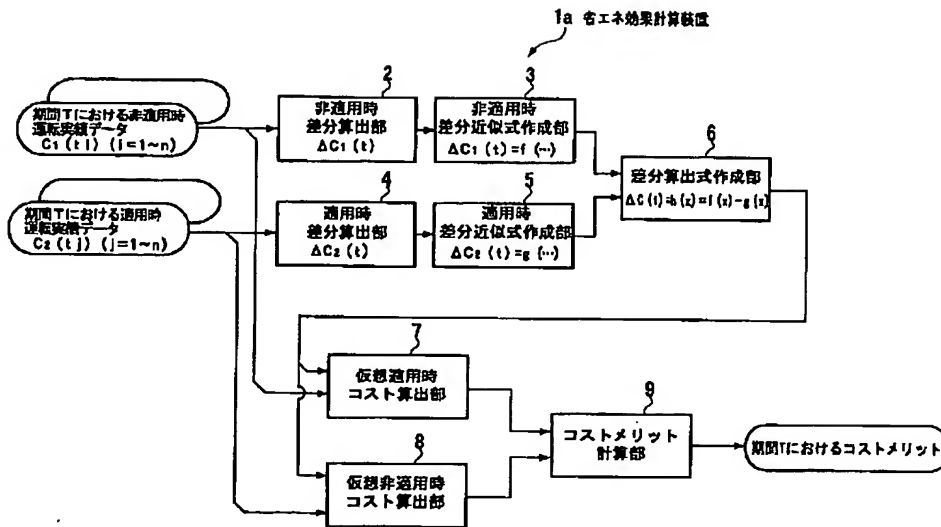 1a 省エネ効果計算装置
期間Tにおける非適用時
運転実績データ
C1(ti) (i=1~n)
2
非適用時
差分算出部
ΔC1(t)
3
非適用時
差分近似式作成部
ΔC1(t)=f(…)
期間Tにおける適用時
運転実績データ
C2(tj) (j=1~n)
4
適用時
差分算出部
ΔC2(t)
5
適用時
差分近似式作成部
ΔC2(t)=g(…)
6
差分算出式作成部
ΔC(t)=h(x)=f(x)-g(x)
7
仮想適用時
コスト算出部
8
仮想非適用時
コスト算出部
9
コストメリット
計算部
期間Tにおけるコストメリット